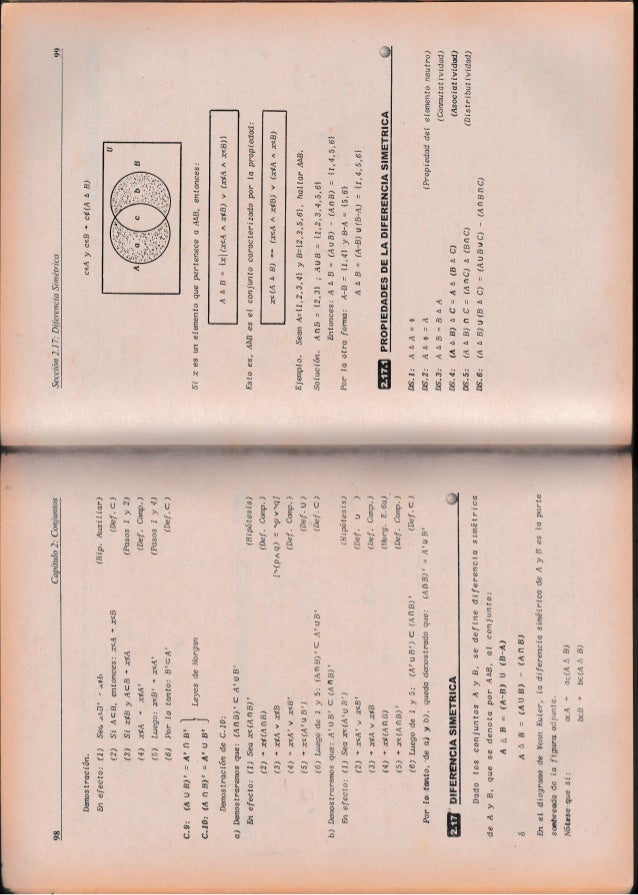 98
Capítulo 2: Conjuntos
Demostración.
En efecto: (1) Sea x∈B' → x∉b (Hip. Auxiliar)
(2) Si A⊂B, entonces: x∈A → x∈B (Def. ⊂)
(3) Si x∉B y A⊂B → x∉A (Pasos 1 y 2)
(4) x∉A → x∈A' (Def. Comp.)
(5) Luego: x∈B' → x∈A' (Pasos 1 y 4)
(6) Por lo tanto: B'⊂A' (Def. ⊂)
C.9: (A ∪ B)' = A' ∩ B'
C.10: (A ∩ B)' = A' ∪ B'
} Leyes de Morgan
Demostración de C.10:
a) Demostraremos que: (A∩B)' ⊂ A'∪B'
En efecto: (1) Sea x∈(A∩B)' (Hipótesis)
(2) → x∉(A∩B) (Def. Comp.)
(3) → x∉A ∨ x∉B [~(p∧q) = ~p∨~q]
(4) → x∈A' ∨ x∈B' (Def. Comp.)
(5) → x∈(A'∪B') (Def. ∪)
(6) Luego de 1 y 5: (A∩B)' ⊂ A'∪B' (Def. ⊂)
b) Demostraremos que: A'∪B' ⊂ (A∩B)'
En efecto: (1) Sea x∈(A'∪B') (Hipótesis)
(2) → x∈A' ∨ x∈B' (Def. ∪)
(3) → x∉A ∨ x∉B (Def. Comp.)
(4) → x∉(A∩B) (Morg. E.6a)
(5) → x∈(A∩B)' (Def. Comp.)
(6) Luego de 1 y 5: (A'∪B') ⊂ (A∩B)' (Def. ⊂)
Por lo tanto, de a) y b), queda demostrado que: (A∩B)' = A'∪B'
2.17 DIFERENCIA SIMETRICA
Dado los conjuntos A y B, se define diferencia simétrica
de A y B, que se denota por AΔB, al conjunto:
A Δ B = (A-B) ∪ (B-A)
ó A Δ B = (A∪B) - (A∩B)
En el diagrama de Venn Euler, la diferencia simétrica de A y B es la parte
sombreada de la figura adjunta.
Nótese que si:
a∈A → a∈(A Δ B)
b∈B → b∈(A Δ B)
Sección 2.17: Diferencia Simétrica
99
c∈A y c∈B → c∉(A Δ B)
U
A a c b B
Si x es un elemento que pertenece a AΔB, entonces:
A Δ B = {x|(x∈A ∧ x∉B) ∨ (x∉A ∧ x∈B)}
Esto es, AΔB es el conjunto caracterizado por la propiedad:
x∈(A Δ B) ↔ (x∈A ∧ x∉B) ∨ (x∉A ∧ x∈B)
Ejemplo. Sean A={1,2,3,4} y B={2,3,5,6}, hallar AΔB.
Solución. A∩B = {2,3} ; A∪B = {1,2,3,4,5,6}
Entonces: A Δ B = (A∪B) - (A∩B) = {1,4,5,6}
Por la otra forma: A-B = {1,4} y B-A = {5,6}
A Δ B = (A-B)∪(B-A) = {1,4,5,6}
2.17.1 PROPIEDADES DE LA DIFERENCIA SIMETRICA
DS.1: A Δ A = ϕ
DS.2: A Δ ϕ = A (Propiedad del elemento neutro)
DS.3: A Δ B = B Δ A (Conmutatividad)
DS.4: (A Δ B) Δ C = A Δ (B Δ C) (Asociatividad)
DS.5: (A Δ B) ∩ C = (A∩C) Δ (B∩C) (Distributividad)
DS.6: (A Δ B)∪(B Δ C) = (A∪B∪C) - (A∩B∩C)